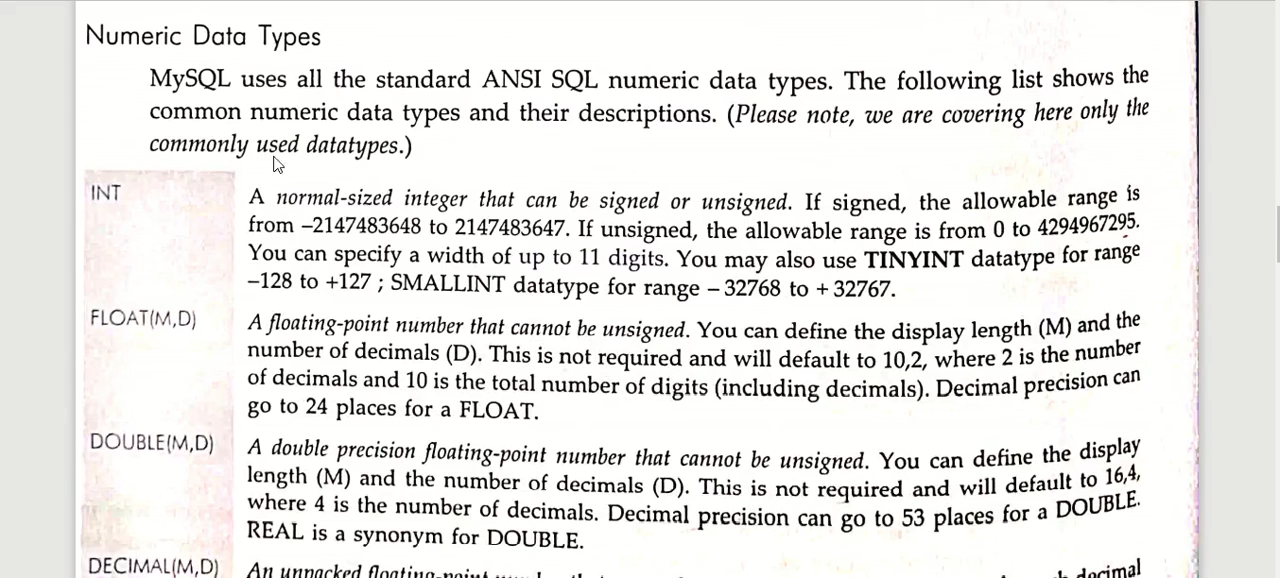 Numeric Data Types
MySQL uses all the standard ANSI SQL numeric data types. The following list shows the
common numeric data types and their descriptions. (Please note, we are covering here only the
commonly used datatypes.)
INT
A normal-sized integer that can be signed or unsigned. If signed, the allowable range is
from –2147483648 to 2147483647. If unsigned, the allowable range is from 0 to 4294967295.
You can specify a width of up to 11 digits. You may also use TINYINT datatype for range
–128 to +127 ; SMALLINT datatype for range – 32768 to + 32767.
FLOAT(M,D)
A floating-point number that cannot be unsigned. You can define the display length (M) and the
number of decimals (D). This is not required and will default to 10,2, where 2 is the number
of decimals and 10 is the total number of digits (including decimals). Decimal precision can
go to 24 places for a FLOAT.
DOUBLE(M,D)
A double precision floating-point number that cannot be unsigned. You can define the display
length (M) and the number of decimals (D). This is not required and will default to 16,4,
where 4 is the number of decimals. Decimal precision can go to 53 places for a DOUBLE.
REAL is a synonym for DOUBLE.
DECIMAL(M,D)
An unpacked floating-point decimal